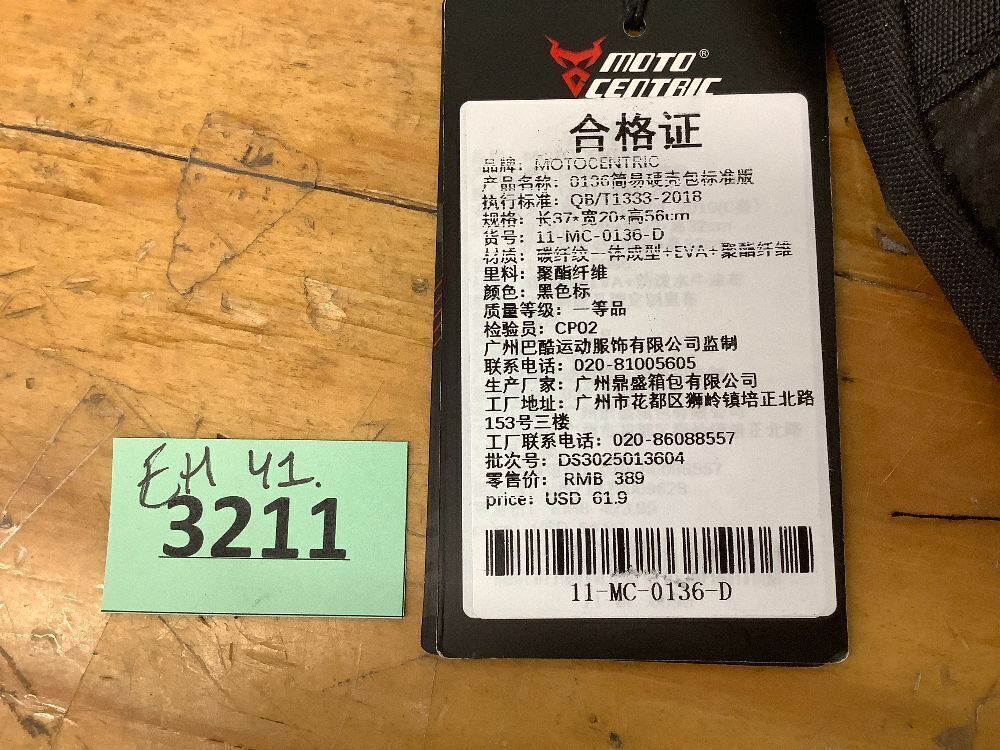 MOTO ®
CENTRIC
合格证
品牌：MOTOCENTRIC
产品名称：0136简易硬壳包标准版
执行标准：QB/T1333-2018
规格：长37*宽20*高56cm
货号：11-MC-0136-D
材质：碳纤纹一体成型+EVA+聚酯纤维
里料：聚酯纤维
颜色：黑色标
质量等级：一等品
检验员：CP02
广州巴酷运动服饰有限公司监制
联系电话：020-81005605
生产厂家：广州鼎盛箱包有限公司
工厂地址：广州市花都区狮岭镇培正北路
153号三楼
工厂联系电话：020-86088557
批次号：DS3025013604
零售价：RMB 389
price：USD 61.9
11-MC-0136-D
EH 41.
3211